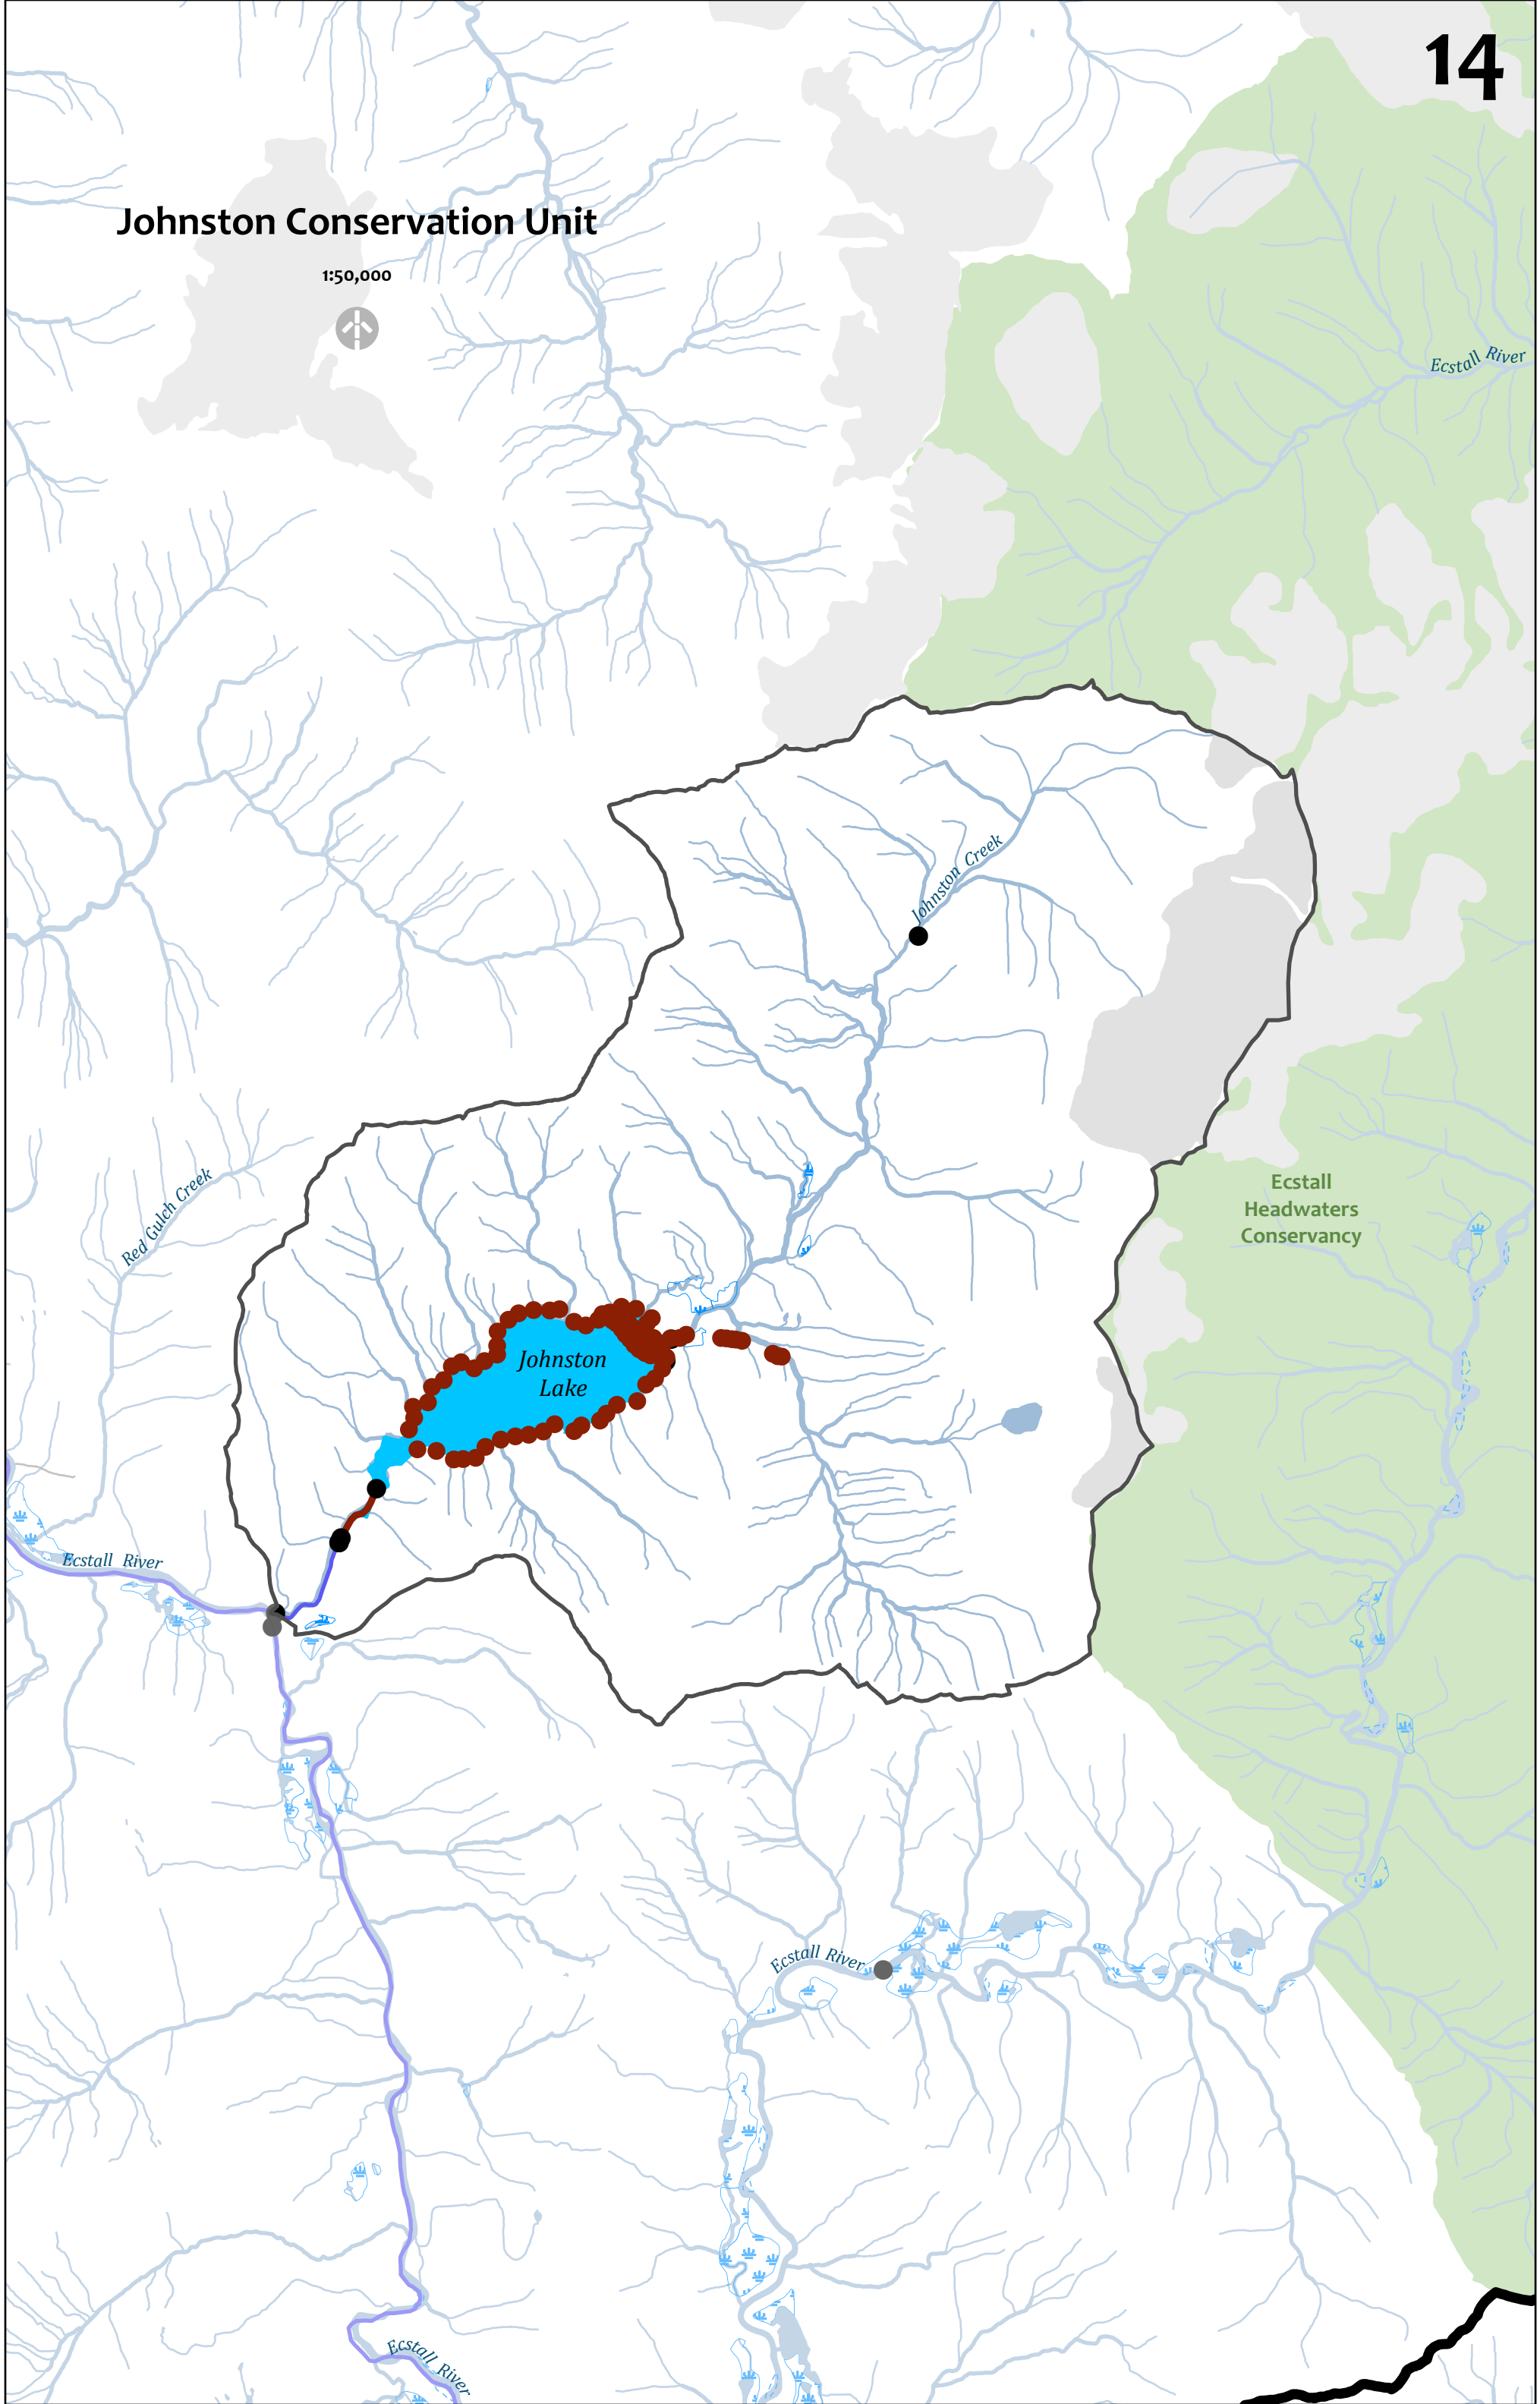 14
Johnston Conservation Unit
1:50,000
Ecstall River
Johnston Creek
Red Gulch Creek
Ecstall
Headwaters
Conservancy
Johnston
Lake
Ecstall River
Ecstall River
Ecstall River